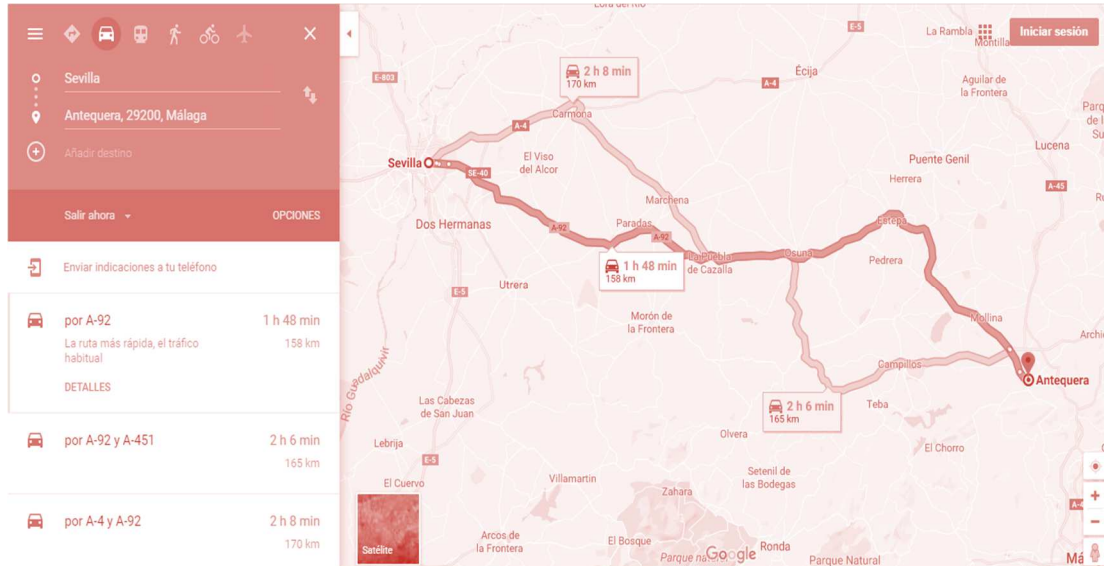 Sevilla
Antequera, 29200, Málaga
Añadir destino
Salir ahora
OPCIONES
Enviar indicaciones a tu teléfono
por A-92
1 h 48 min
La ruta más rápida, el tráfico
habitual
158 km
DETALLES
por A-92 y A-451
2 h 6 min
165 km
por A-4 y A-92
2 h 8 min
170 km
E-5
La Rambla
Montilla
Iniciar sesión
2 h 8 min
170 km
Écija
E-803
A-4
Aguilar de
la Frontera
Carmona
A-4
Lucena
Sevilla
El Viso
del Alcor
SE-40
Puente Genil
Herrera
A-45
Marchena
Dos Hermanas
A-92
Paradas
A-92
Estepa
La Puebla
de Cazalla
Osuna
Pedrera
1 h 48 min
158 km
Utrera
E-5
Morón de
la Frontera
Mollina
Río Guadalquivir
Campillos
Antequera
Las Cabezas
de San Juan
2 h 6 min
165 km
Teba
Olvera
Lebrija
E-5
El Chorro
El Cuervo
Villamartin
Setenil de
las Bodegas
Zahara
Satélite
Arcos de
la Frontera
El Bosque
Google
Ronda
Parque Natural